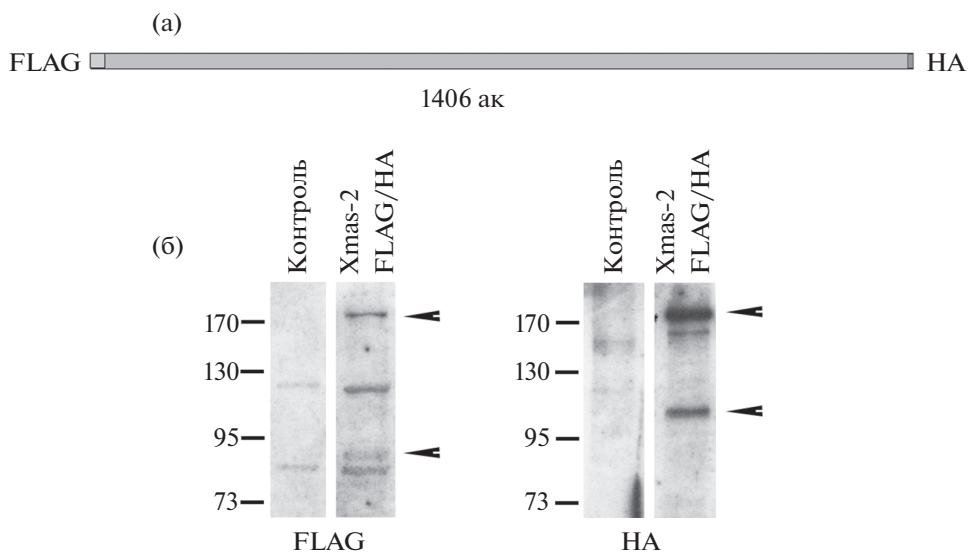 (а)
FLAG
HA
1406 ак
(б)
Контроль
Xmas-2
FLAG/HA
170
130
95
73
FLAG
Контроль
Xmas-2
FLAG/HA
170
130
95
73
HA